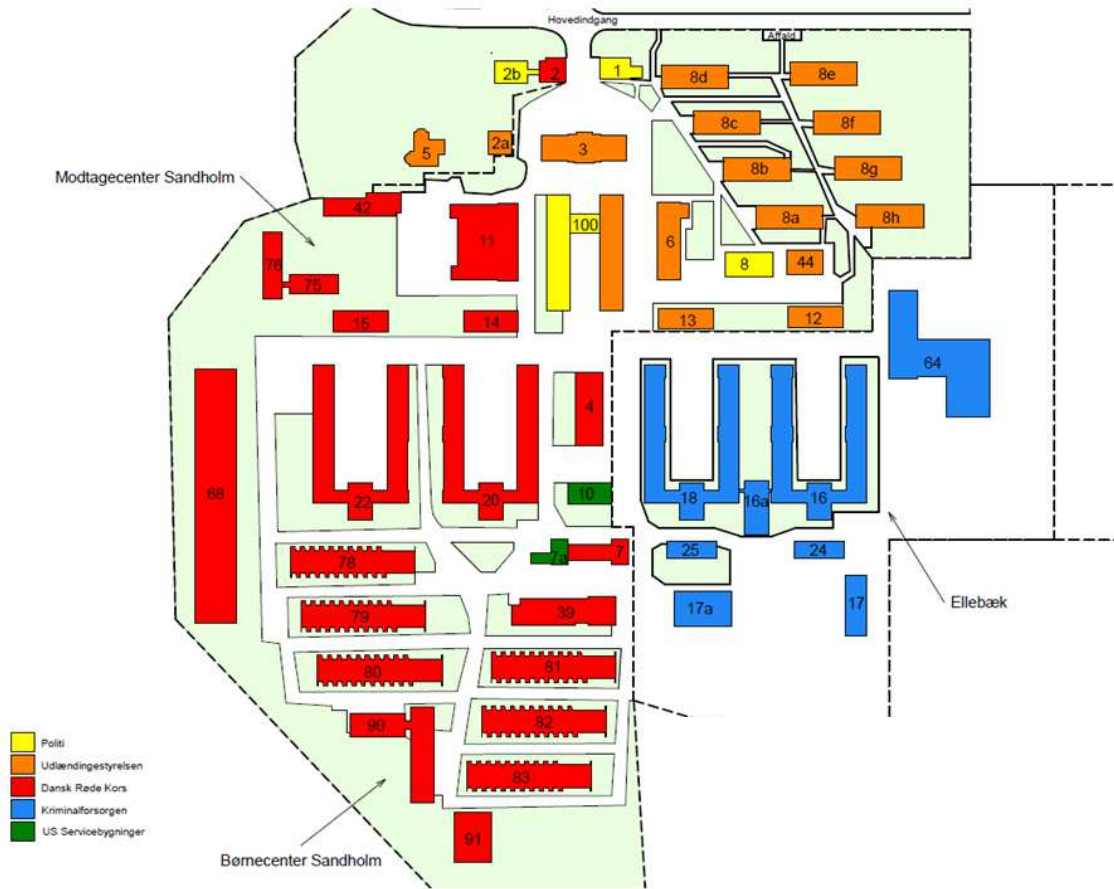 Hovedindgang
Affald
2b
2
1
8d
8e
8c
8f
5
2a
3
8b
8g
Modtagecenter Sandholm
42
11
100
6
8a
8h
76
75
8
44
15
14
13
12
64
68
4
22
20
10
18
16a
16
78
7a
7
25
24
79
39
17a
17
Ellebæk
80
81
90
82
83
91
Politi
Udlændingestyrelsen
Dansk Røde Kors
Kriminalforsorgen
US Servicebygninger
Børnecenter Sandholm